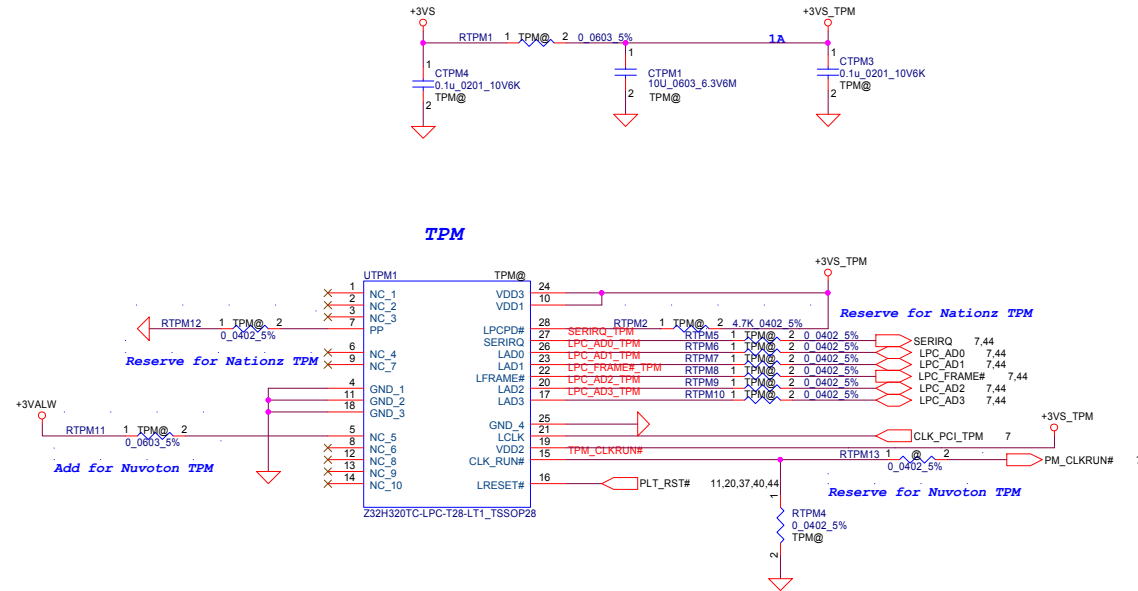 +3VS
+3VS_TPM
RTPM1 1 TPM@ 2 0_0603_5%
1A
1
CTPM4
0.1u_0201_10V6K
TPM@
2
1
CTPM1
10U_0603_6.3V6M
TPM@
2
1
CTPM3
0.1u_0201_10V6K
TPM@
2
TPM
+3VS_TPM
UTPM1 TPM@
1 NC_1
2 NC_2
3 NC_3
RTPM12 1 TPM@ 2 7 PP
0_0402_5%
Reserve for Nationz TPM
6 NC_4
9 NC_7
4 GND_1
11 GND_2
18 GND_3
+3VALW
RTPM11 1 TPM@ 2 5 NC_5
0_0603_5%
8 NC_6
12 NC_8
13 NC_9
14 NC_10
Add for Nuvoton TPM
Z32H320TC-LPC-T28-LT1_TSSOP28
VDD3 24
VDD1 10
Reserve for Nationz TPM
LPCPD# 28 RTPM2 1 TPM@ 2 4.7K_0402_5%
SERIRQ 27 SERIRQ_TPM RTPM5 1 TPM@ 2 0_0402_5% SERIRQ 7,44
LAD0 26 LPC_AD0_TPM RTPM6 1 TPM@ 2 0_0402_5% LPC_AD0 7,44
LAD1 23 LPC_AD1_TPM RTPM7 1 TPM@ 2 0_0402_5% LPC_AD1 7,44
LFRAME# 22 LPC_FRAME#_TPM RTPM8 1 TPM@ 2 0_0402_5% LPC_FRAME# 7,44
LAD2 20 LPC_AD2_TPM RTPM9 1 TPM@ 2 0_0402_5% LPC_AD2 7,44
LAD3 17 LPC_AD3_TPM RTPM10 1 TPM@ 2 0_0402_5% LPC_AD3 7,44
GND_4 25
+3VS_TPM
LCLK 21 CLK_PCI_TPM 7
VDD2 19
CLK_RUN# 15 TPM_CLKRUN# RTPM13 1 @ 2 PM_CLKRUN#
0_0402_5%
LRESET# 16 PLT_RST# 11,20,37,40,44
Reserve for Nuvoton TPM
1
RTPM4
0_0402_5%
TPM@
2